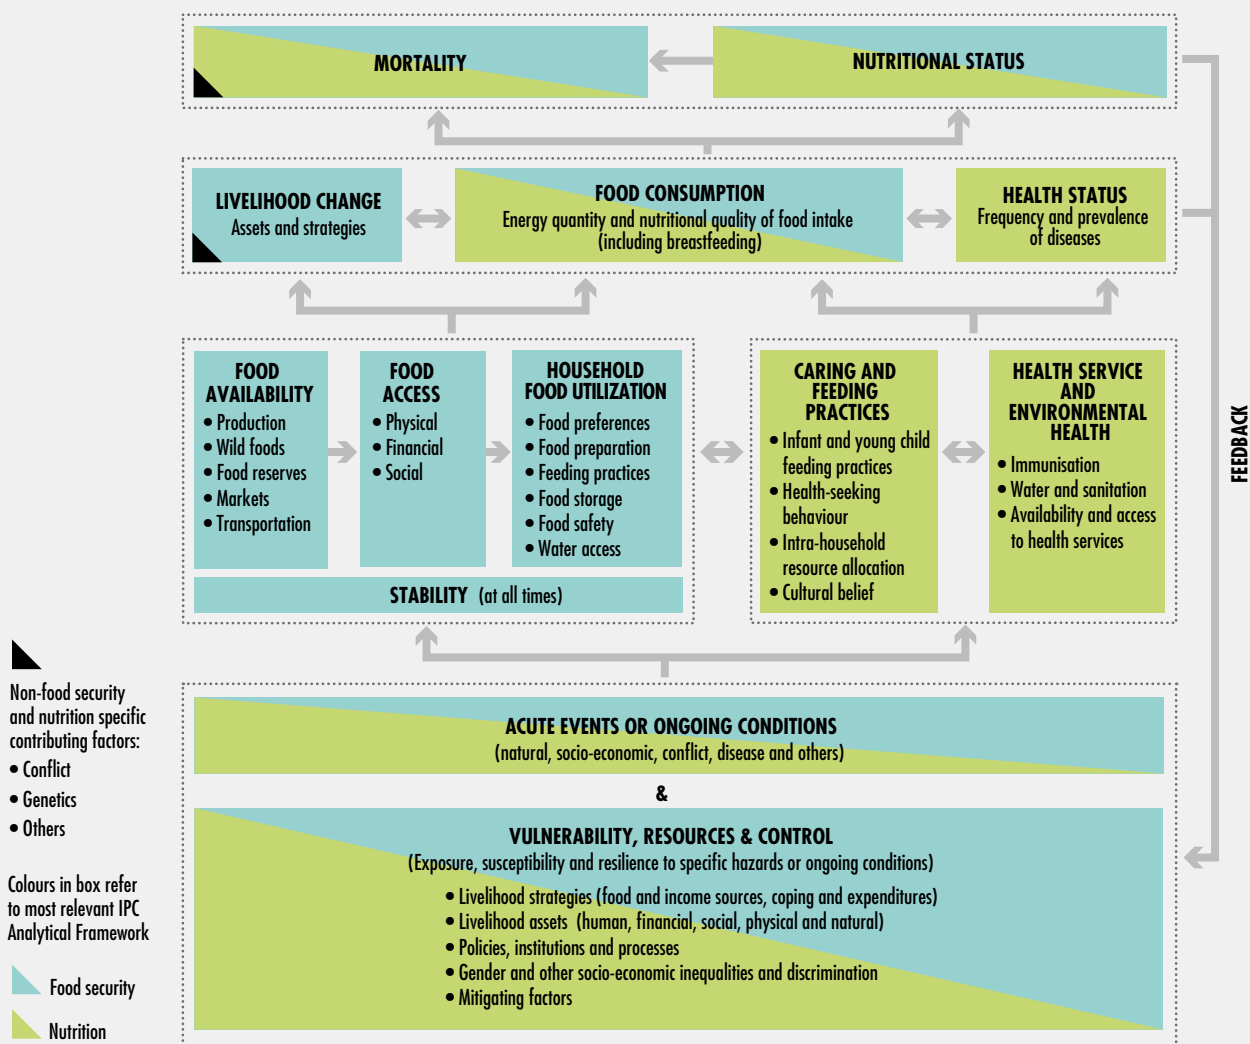 MORTALITY
NUTRITIONAL STATUS
LIVELIHOOD CHANGE
Assets and strategies
FOOD CONSUMPTION
Energy quantity and nutritional quality of food intake
(including breastfeeding)
HEALTH STATUS
Frequency and prevalence
of diseases
FOOD
AVAILABILITY
• Production
• Wild foods
• Food reserves
• Markets
• Transportation
FOOD
ACCESS
• Physical
• Financial
• Social
HOUSEHOLD
FOOD UTILIZATION
• Food preferences
• Food preparation
• Feeding practices
• Food storage
• Food safety
• Water access
STABILITY (at all times)
CARING AND
FEEDING
PRACTICES
• Infant and young child
feeding practices
• Health-seeking
behaviour
• Intra-household
resource allocation
• Cultural belief
HEALTH SERVICE
AND
ENVIRONMENTAL
HEALTH
• Immunisation
• Water and sanitation
• Availability and access
to health services
FEEDBACK
ACUTE EVENTS OR ONGOING CONDITIONS
(natural, socio-economic, conflict, disease and others)
&
VULNERABILITY, RESOURCES & CONTROL
(Exposure, susceptibility and resilience to specific hazards or ongoing conditions)
• Livelihood strategies (food and income sources, coping and expenditures)
• Livelihood assets (human, financial, social, physical and natural)
• Policies, institutions and processes
• Gender and other socio-economic inequalities and discrimination
• Mitigating factors
Non-food security
and nutrition specific
contributing factors:
• Conflict
• Genetics
• Others
Colours in box refer
to most relevant IPC
Analytical Framework
Food security
Nutrition